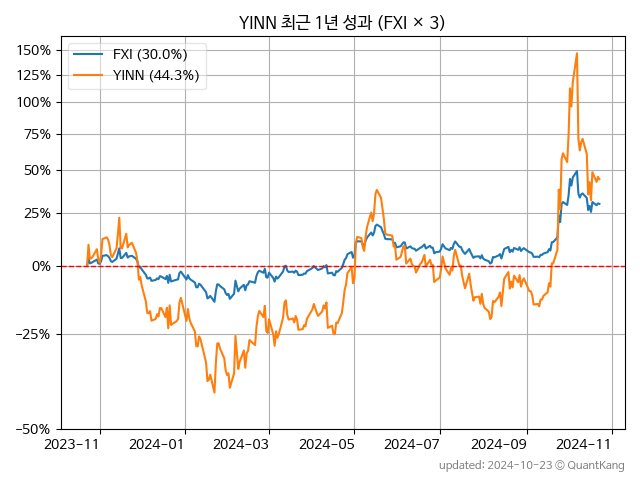 YINN 최근 1년 성과 (FXI × 3)
FXI (30.0%)
YINN (44.3%)
150%
125%
100%
75%
50%
25%
0%
−25%
−50%
2023-11 2024-01 2024-03 2024-05 2024-07 2024-09 2024-11
updated: 2024-10-23 © QuantKang